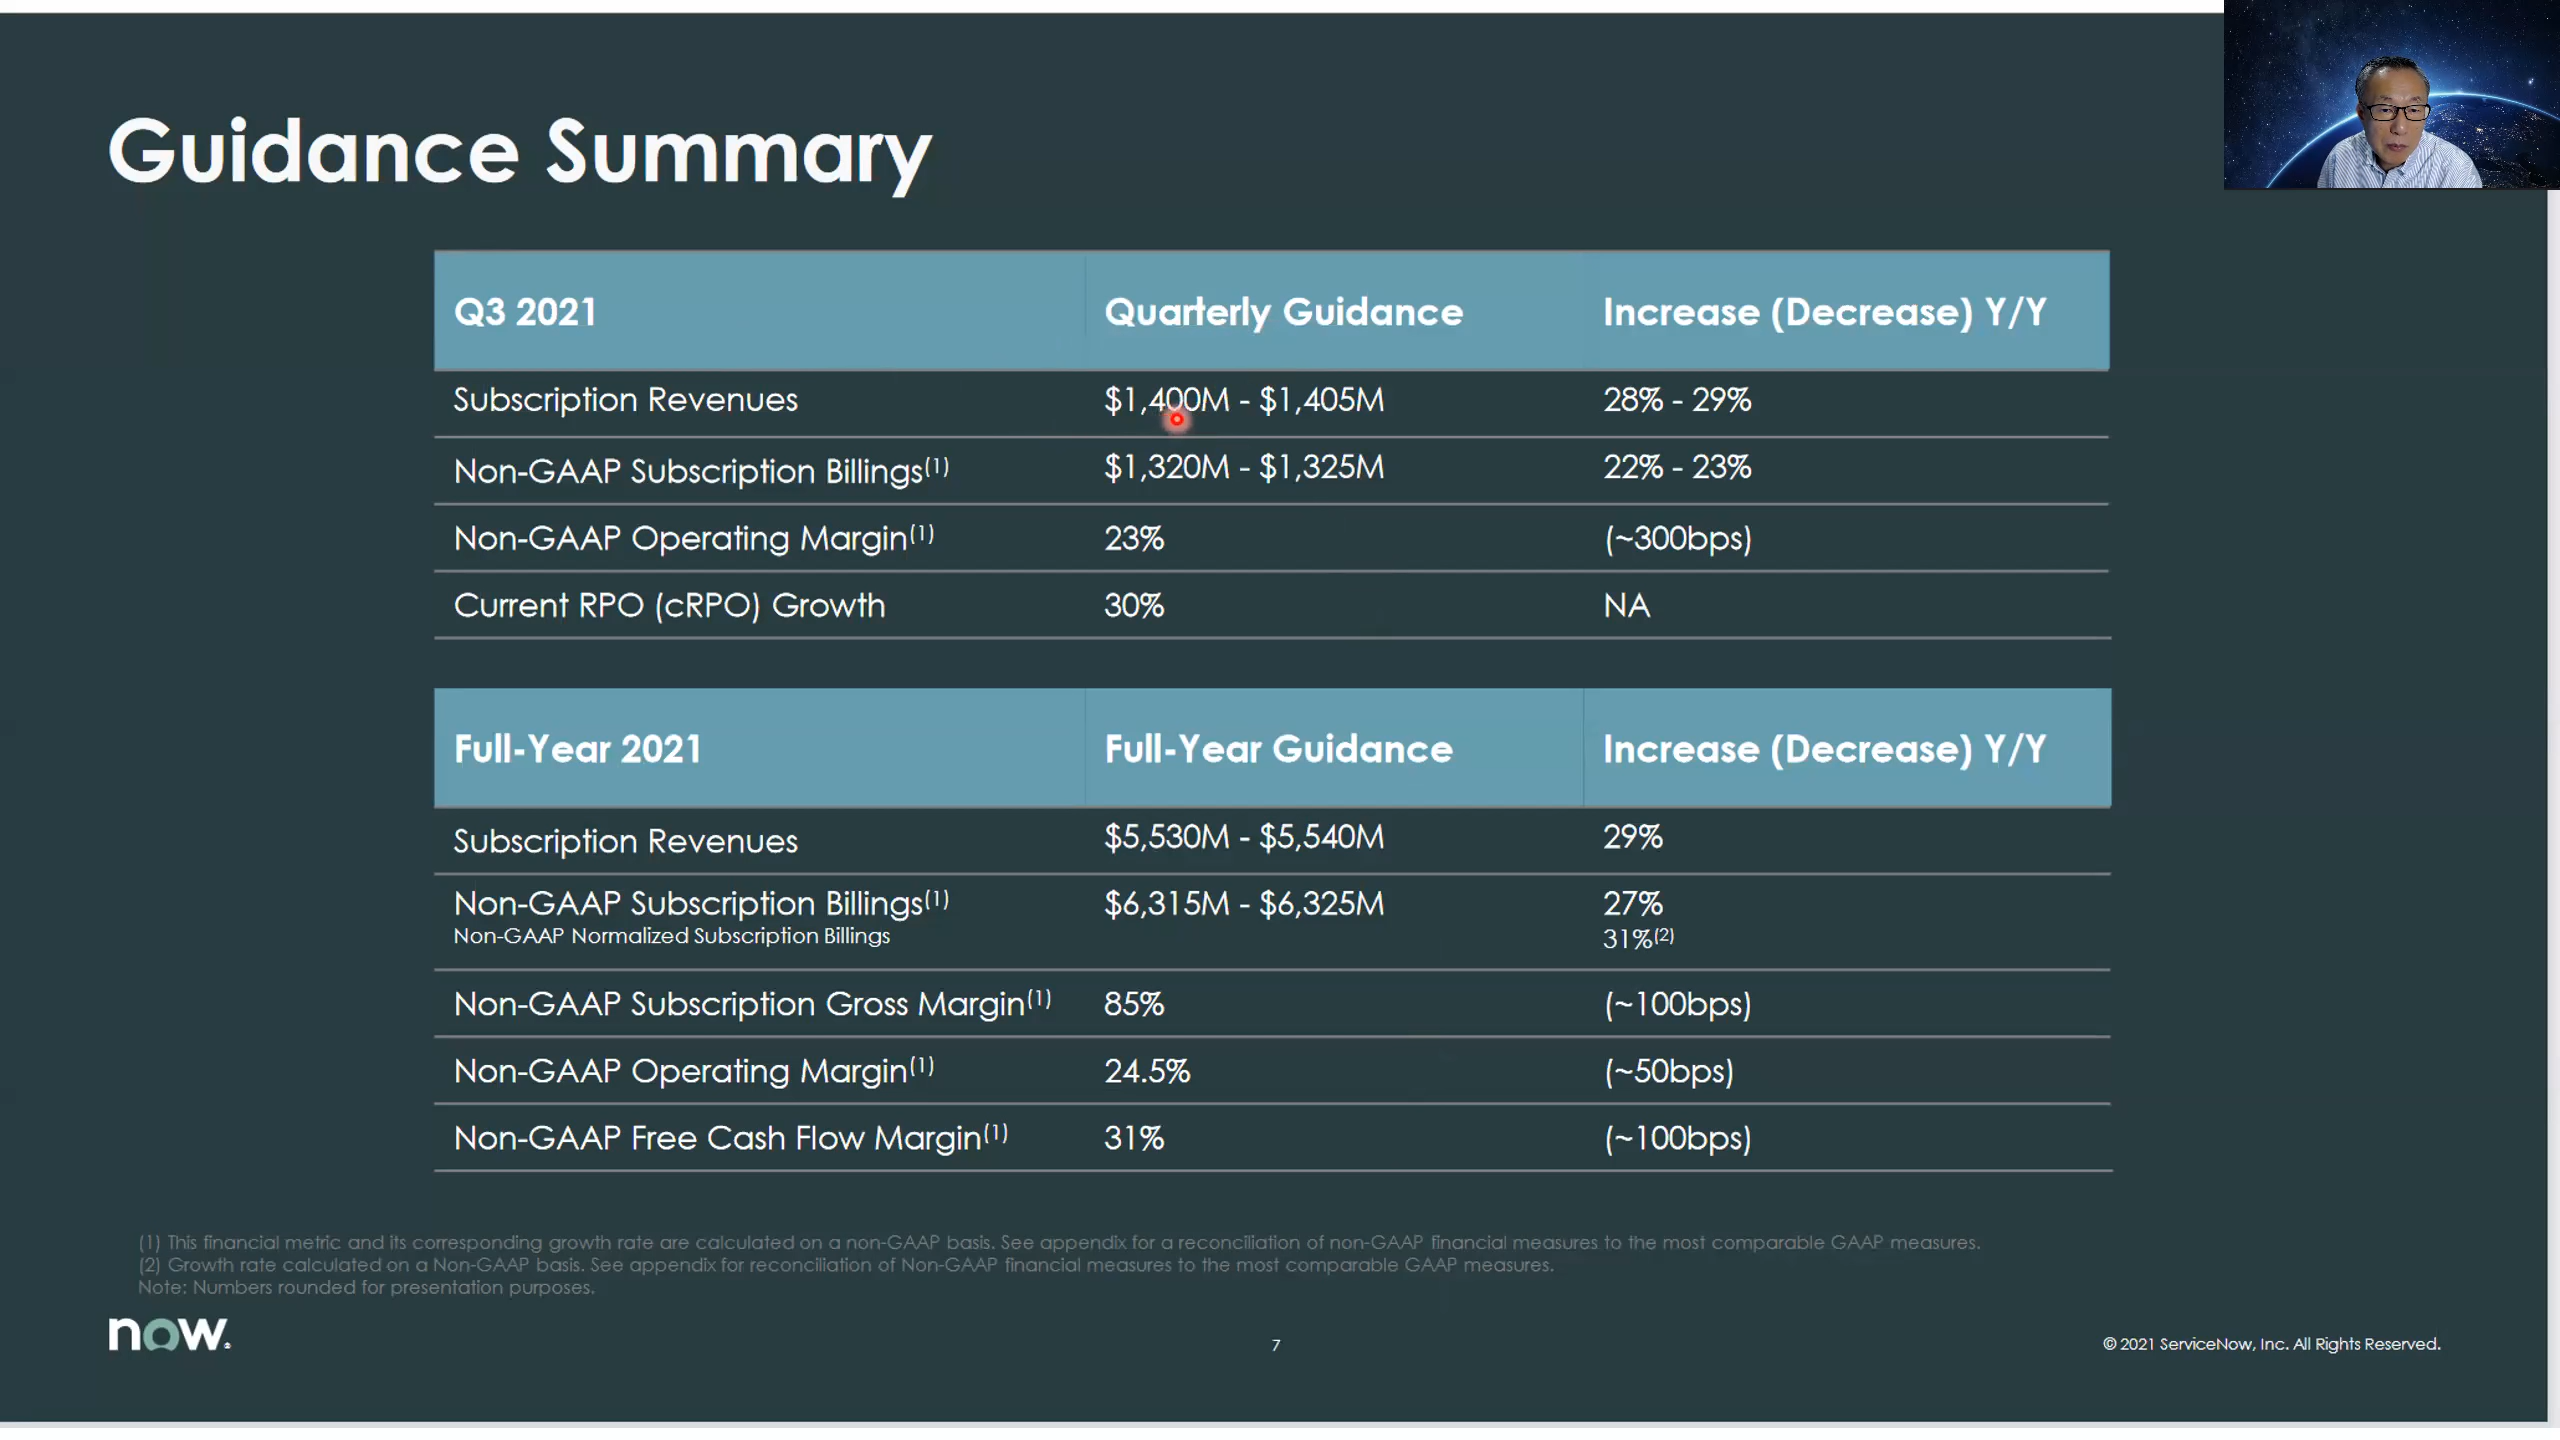 Guidance Summary
Q3 2021 Quarterly Guidance Increase (Decrease) Y/Y
Subscription Revenues $1,400M - $1,405M 28% - 29%
Non-GAAP Subscription Billings(1) $1,320M - $1,325M 22% - 23%
Non-GAAP Operating Margin(1) 23% (~300bps)
Current RPO (cRPO) Growth 30% NA
Full-Year 2021 Full-Year Guidance Increase (Decrease) Y/Y
Subscription Revenues $5,530M - $5,540M 29%
Non-GAAP Subscription Billings(1) $6,315M - $6,325M 27%
Non-GAAP Normalized Subscription Billings 31%(2)
Non-GAAP Subscription Gross Margin(1) 85% (~100bps)
Non-GAAP Operating Margin(1) 24.5% (~50bps)
Non-GAAP Free Cash Flow Margin(1) 31% (~100bps)
(1) This financial metric and its corresponding growth rate are calculated on a non-GAAP basis. See appendix for a reconciliation of non-GAAP financial measures to the most comparable GAAP measures.
(2) Growth rate calculated on a Non-GAAP basis. See appendix for reconciliation of Non-GAAP financial measures to the most comparable GAAP measures.
Note: Numbers rounded for presentation purposes.
now.
7
© 2021 ServiceNow, Inc. All Rights Reserved.